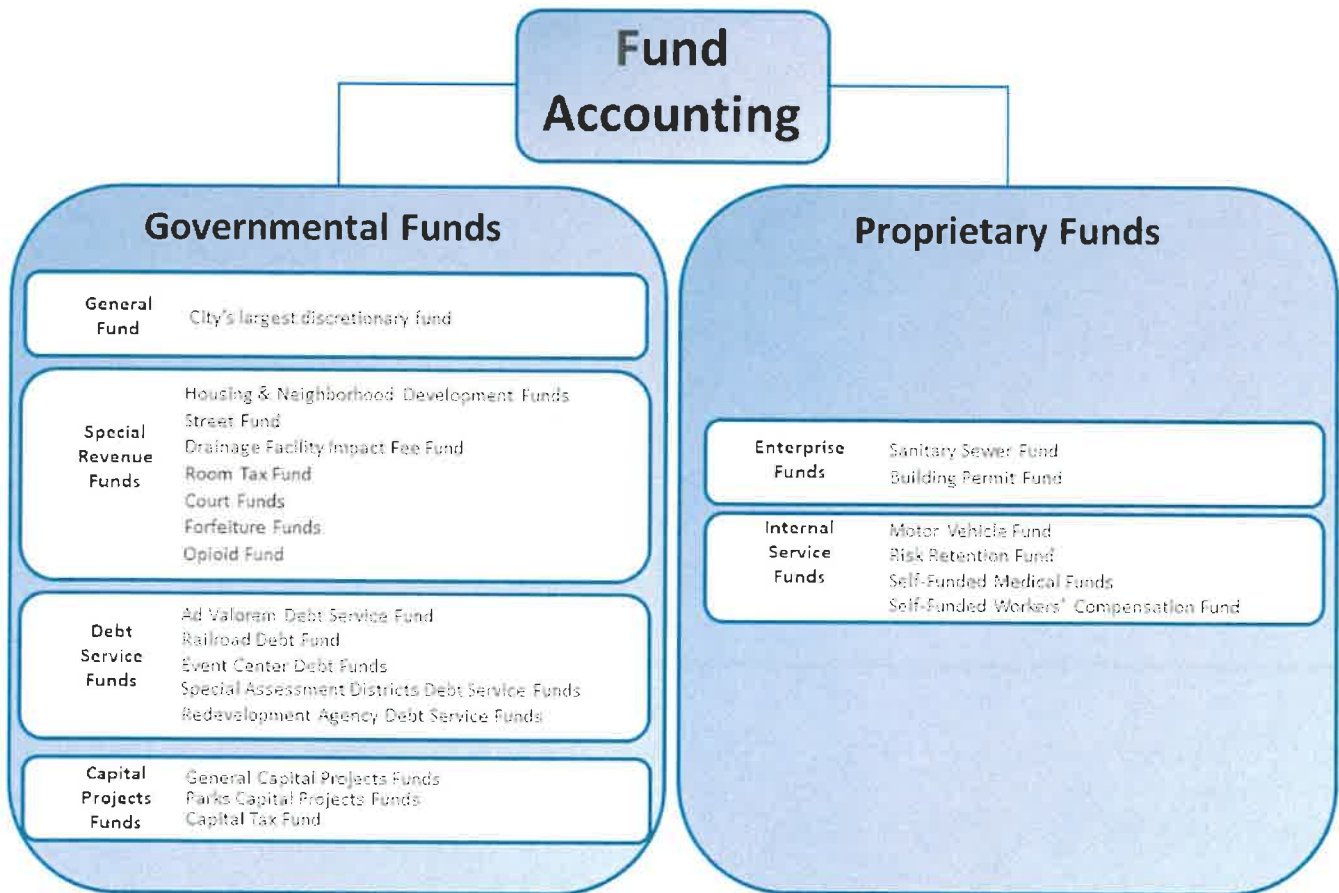 Fund
Accounting
Governmental Funds
General
Fund
City's largest discretionary fund
Special
Revenue
Funds
Housing & Neighborhood Development Funds
Street Fund
Drainage Facility Impact Fee Fund
Room Tax Fund
Court Funds
Forfeiture Funds
Opioid Fund
Debt
Service
Funds
Ad Valorem Debt Service Fund
Railroad Debt Fund
Event Center Debt Funds
Special Assessment Districts Debt Service Funds
Redevelopment Agency Debt Service Funds
Capital
Projects
Funds
General Capital Projects Funds
Parks Capital Projects Funds
Capital Tax Fund
Proprietary Funds
Enterprise
Funds
Sanitary Sewer Fund
Building Permit Fund
Internal
Service
Funds
Motor Vehicle Fund
Risk Retention Fund
Self-Funded Medical Funds
Self-Funded Workers' Compensation Fund